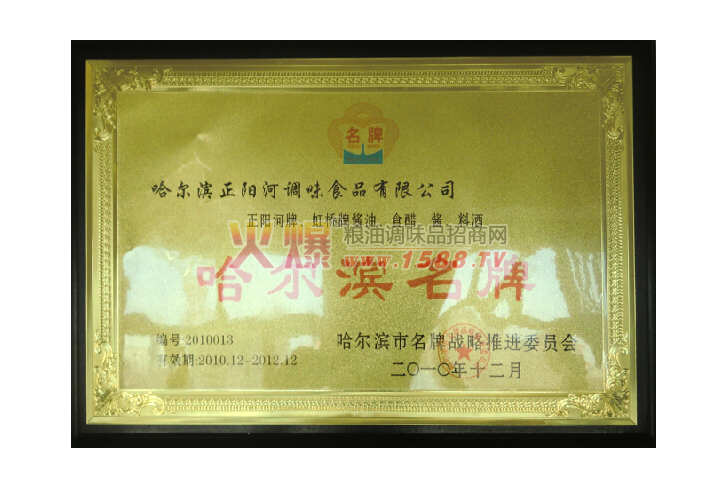 名牌
哈尔滨正阳河调味食品有限公司
正阳河牌、虹桥牌酱油、食醋、酱、料酒
火爆粮油调味品招商网
www.1588.TV
哈尔滨名牌
编号:2010013
有效期:2010.12-2012.12
哈尔滨市名牌战略推进委员会
二〇一〇年十二月